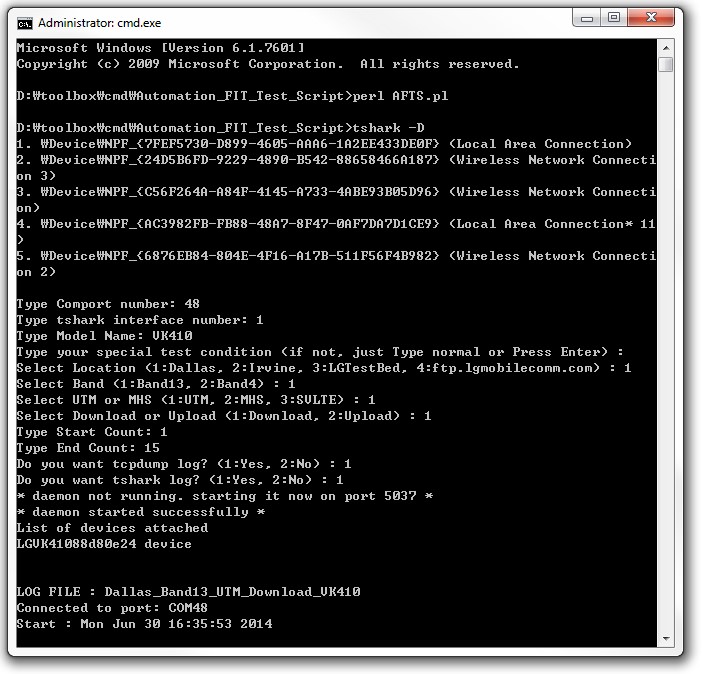 Administrator: cmd.exe
Microsoft Windows [Version 6.1.7601]
Copyright (c) 2009 Microsoft Corporation.  All rights reserved.
D:₩toolbox₩cmd₩Automation_FIT_Test_Script>perl AFTS.pl
D:₩toolbox₩cmd₩Automation_FIT_Test_Script>tshark -D
1. ₩Device₩NPF_{7FEF5730-D899-4605-AAA6-1A2EE433DE0F} (Local Area Connection)
2. ₩Device₩NPF_{24D5B6FD-9229-4890-B542-88658466A187} (Wireless Network Connecti
on 3)
3. ₩Device₩NPF_{C56F264A-A84F-4145-A733-4ABE93B05D96} (Wireless Network Connecti
on)
4. ₩Device₩NPF_{AC3982FB-FB88-48A7-8F47-0AF7DA7D1CE9} (Local Area Connection* 11
)
5. ₩Device₩NPF_{6876EB84-804E-4F16-A17B-511F56F4B982} (Wireless Network Connecti
on 2)
Type Comport number: 48
Type tshark interface number: 1
Type Model Name: VK410
Type your special test condition (if not, just Type normal or Press Enter) :
Select Location (1:Dallas, 2:Irvine, 3:LGTestBed, 4:ftp.lgmobilecomm.com) : 1
Select Band (1:Band13, 2:Band4) : 1
Select UTM or MHS (1:UTM, 2:MHS, 3:SVLTE) : 1
Select Download or Upload (1:Download, 2:Upload) : 1
Type Start Count: 1
Type End Count: 15
Do you want tcpdump log? (1:Yes, 2:No) : 1
Do you want tshark log? (1:Yes, 2:No) : 1
* daemon not running. starting it now on port 5037 *
* daemon started successfully *
List of devices attached
LGVK41088d80e24 device
LOG FILE : Dallas_Band13_UTM_Download_VK410
Connected to port: COM48
Start : Mon Jun 30 16:35:53 2014